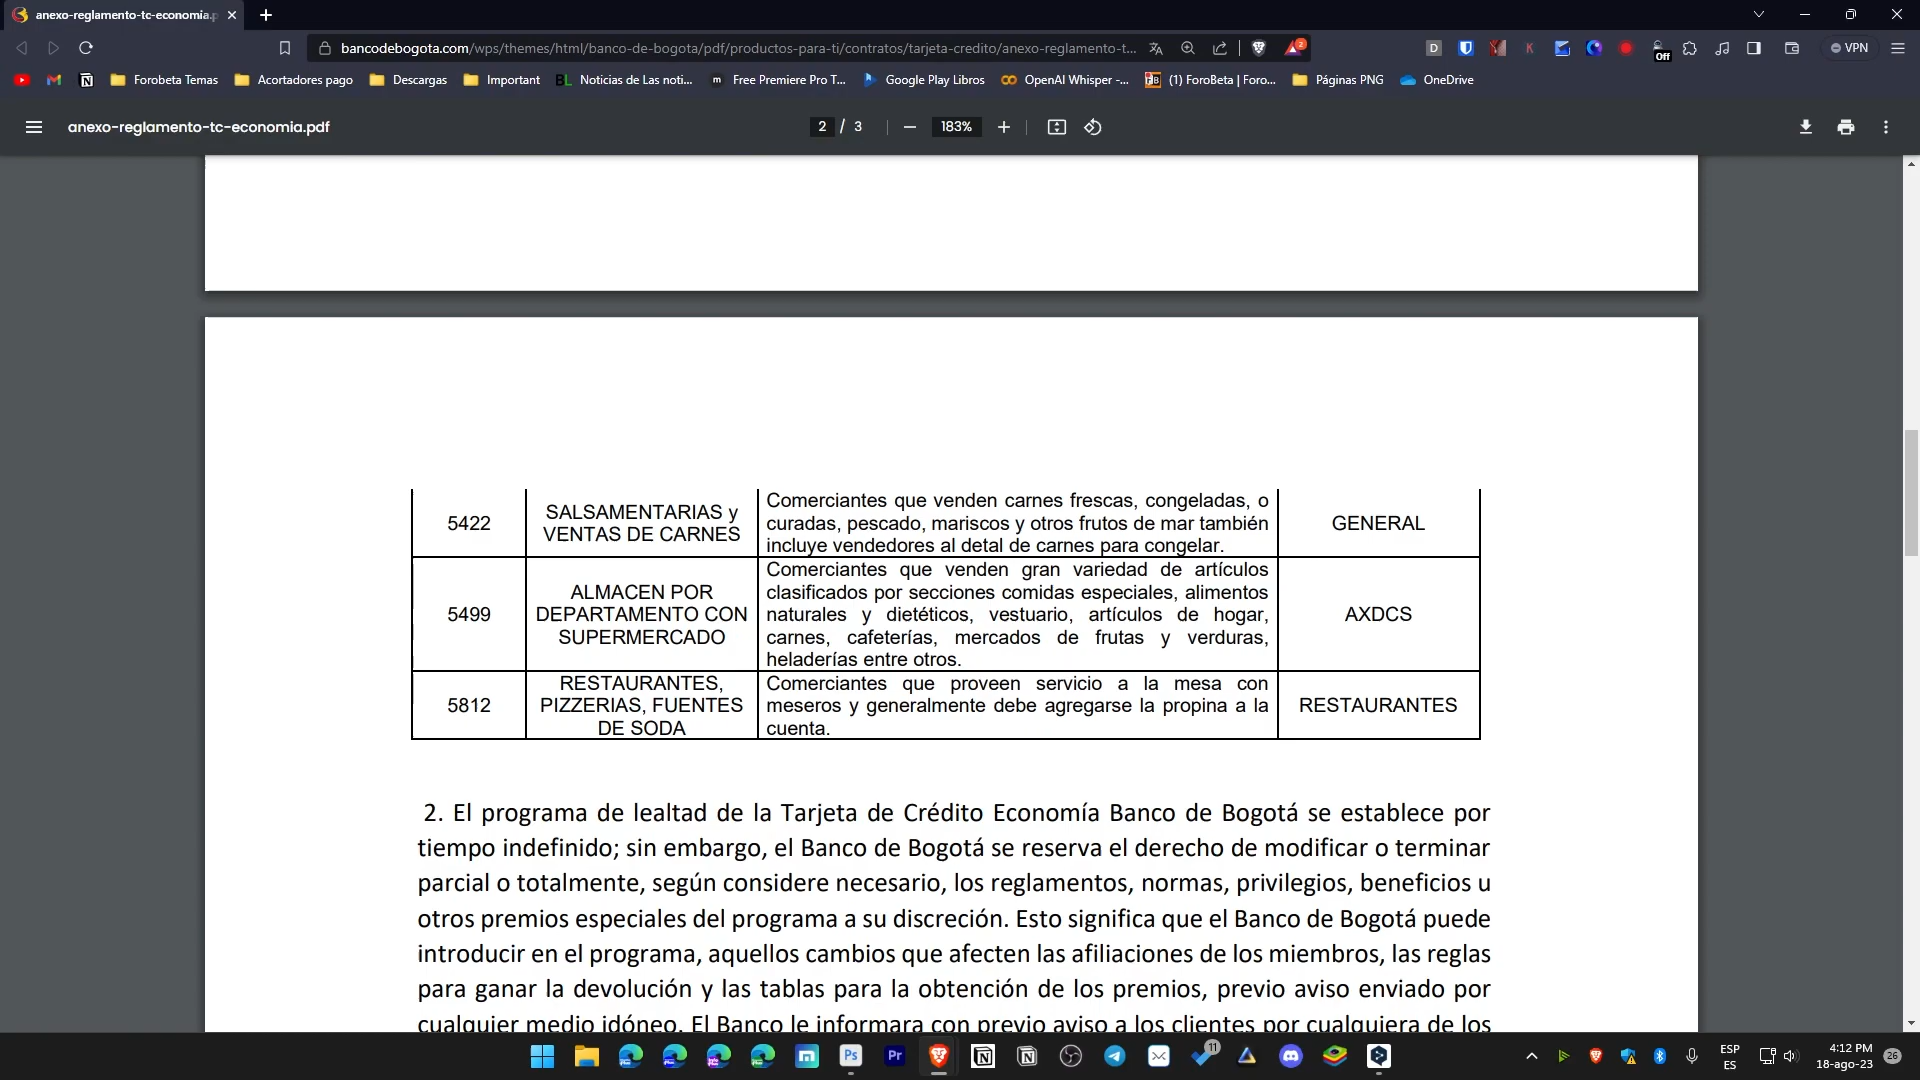 anexo-reglamento-tc-economia.p
bancodebogota.com/wps/themes/html/banco-de-bogota/pdf/productos-para-ti/contratos/tarjeta-credito/anexo-reglamento-t...
2
D
K
Off
VPN
Forobeta Temas
Acortadores pago
Descargas
Important
BL Noticias de Las noti...
m Free Premiere Pro T...
Google Play Libros
OpenAI Whisper -...
(1) ForoBeta | Foro...
Páginas PNG
OneDrive
anexo-reglamento-tc-economia.pdf
2 / 3
183%
5422
SALSAMENTARIAS y
VENTAS DE CARNES
Comerciantes que venden carnes frescas, congeladas, o
curadas, pescado, mariscos y otros frutos de mar también
incluye vendedores al detal de carnes para congelar.
GENERAL
5499
ALMACEN POR
DEPARTAMENTO CON
SUPERMERCADO
Comerciantes que venden gran variedad de artículos
clasificados por secciones comidas especiales, alimentos
naturales y dietéticos, vestuario, artículos de hogar,
carnes, cafeterías, mercados de frutas y verduras,
heladerías entre otros.
AXDCS
5812
RESTAURANTES,
PIZZERIAS, FUENTES
DE SODA
Comerciantes que proveen servicio a la mesa con
meseros y generalmente debe agregarse la propina a la
cuenta.
RESTAURANTES
2. El programa de lealtad de la Tarjeta de Crédito Economía Banco de Bogotá se establece por
tiempo indefinido; sin embargo, el Banco de Bogotá se reserva el derecho de modificar o terminar
parcial o totalmente, según considere necesario, los reglamentos, normas, privilegios, beneficios u
otros premios especiales del programa a su discreción. Esto significa que el Banco de Bogotá puede
introducir en el programa, aquellos cambios que afecten las afiliaciones de los miembros, las reglas
para ganar la devolución y las tablas para la obtención de los premios, previo aviso enviado por
cualquier medio idóneo. El Banco le informara con previo aviso a los clientes por cualquiera de los
Ps
Pr
11
ESP
ES
4:12 PM
18-ago-23
26